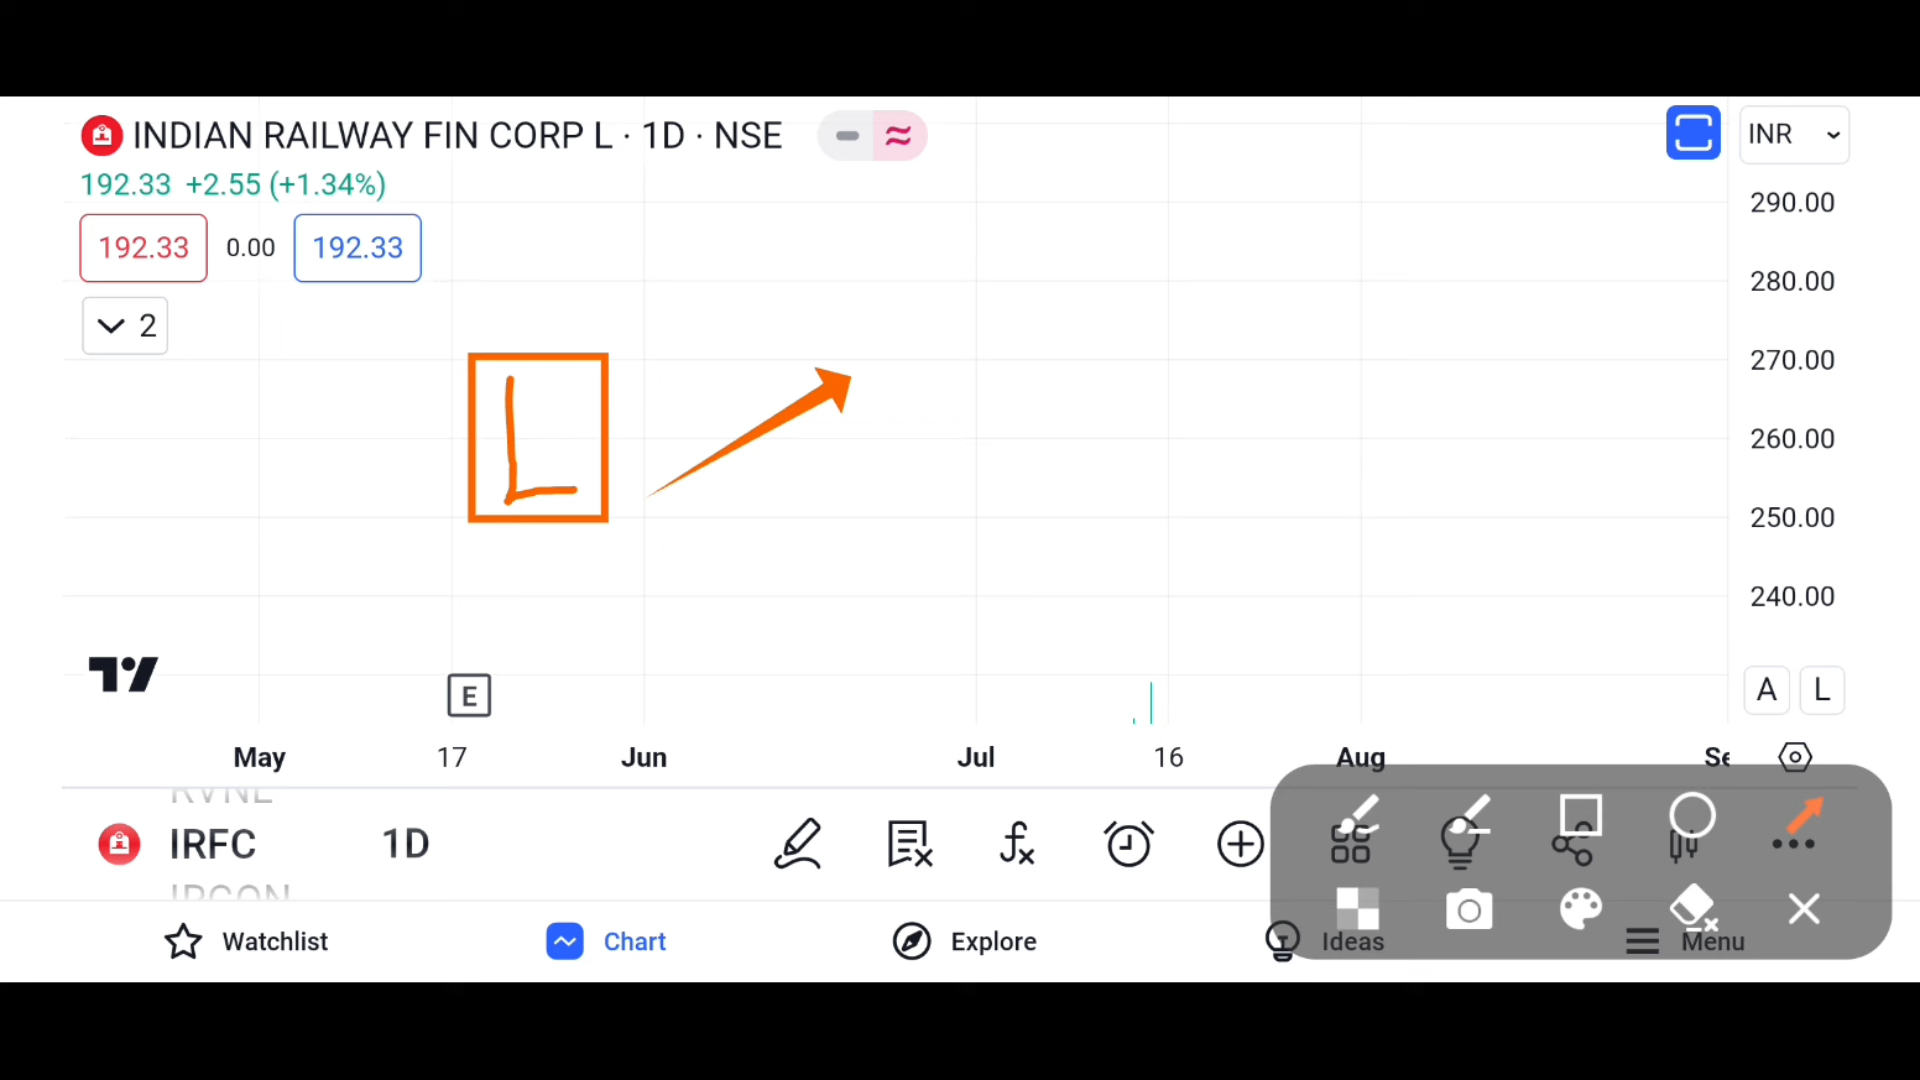 INDIAN RAILWAY FIN CORP L · 1D · NSE
INR
192.33 +2.55 (+1.34%)
192.33 0.00 192.33
2
290.00
280.00
270.00
260.00
250.00
240.00
L
E
A L
May 17 Jun Jul 16 Aug
RVNL
IRFC 1D
IRCON
Watchlist Chart Explore Ideas Menu